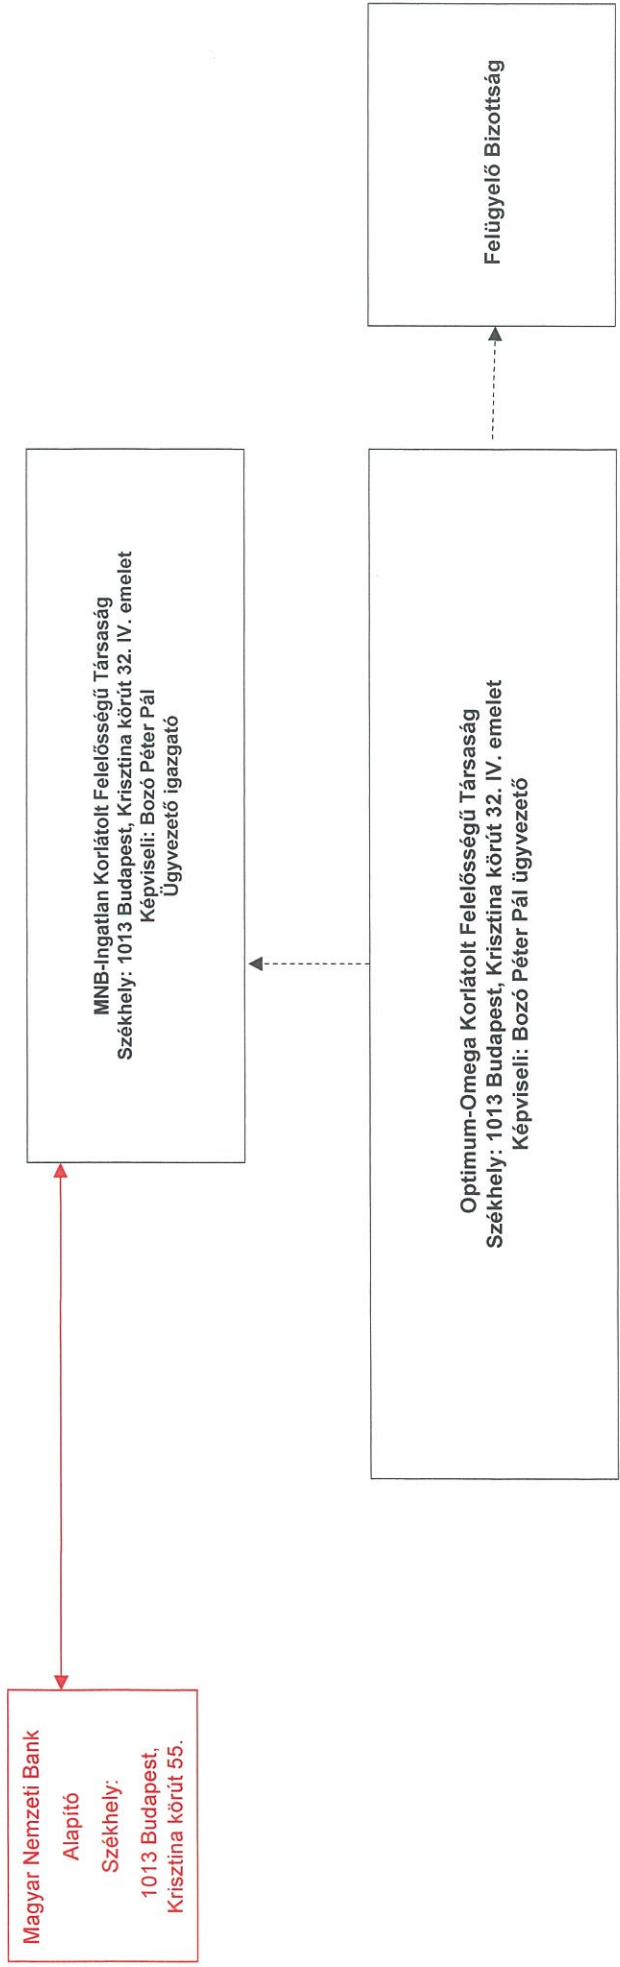 Magyar Nemzeti Bank
Alapító
Székhely:
1013 Budapest,
Krisztina körút 55.
MNB-Ingatlan Korlátolt Felelősségű Társaság
Székhely: 1013 Budapest, Krisztina körút 32. IV. emelet
Képviseli: Bozó Péter Pál
Ügyvezető igazgató
Optimum-Omega Korlátolt Felelősségű Társaság
Székhely: 1013 Budapest, Krisztina körút 32. IV. emelet
Képviseli: Bozó Péter Pál ügyvezető
Felügyelő Bizottság